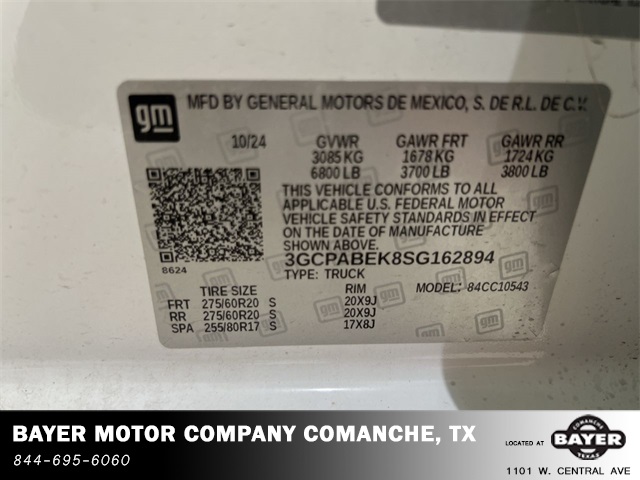 gm MFD BY GENERAL MOTORS DE MEXICO, S. DE R.L. DE C.V.
10/24 GVWR GAWR FRT GAWR RR
3085 KG 1678 KG 1724 KG
6800 LB 3700 LB 3800 LB
THIS VEHICLE CONFORMS TO ALL
APPLICABLE U.S. FEDERAL MOTOR
VEHICLE SAFETY STANDARDS IN EFFECT
ON THE DATE OF MANUFACTURE
SHOWN ABOVE.
3GCPABEK8SG162894
8624 TYPE: TRUCK
TIRE SIZE RIM MODEL: 84CC10543
FRT 275/60R20 S 20X9J
RR 275/60R20 S 20X9J
SPA 255/80R17 S 17X8J
BAYER MOTOR COMPANY COMANCHE, TX
844-695-6060
LOCATED AT
COMANCHE
BAYER
TEXAS
1101 W. CENTRAL AVE